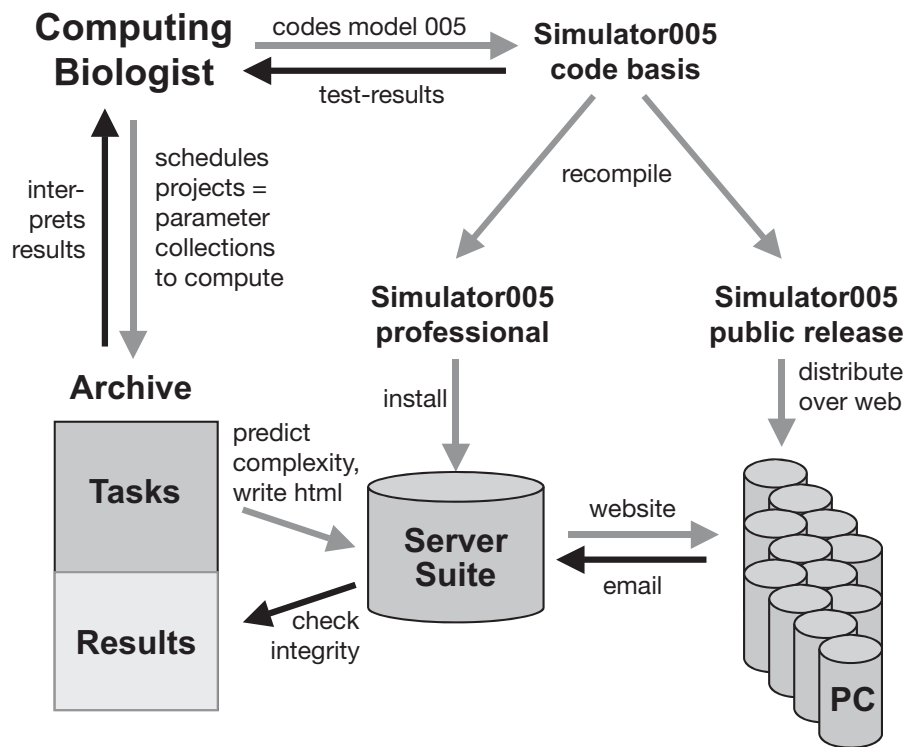 Computing
Biologist
codes model 005
test-results
Simulator005
code basis
recompile
inter-
prets
results
schedules
projects =
parameter
collections
to compute
Simulator005
professional
Simulator005
public release
install
distribute
over web
Archive
Tasks
Results
predict
complexity,
write html
Server
Suite
website
email
check
integrity
PC